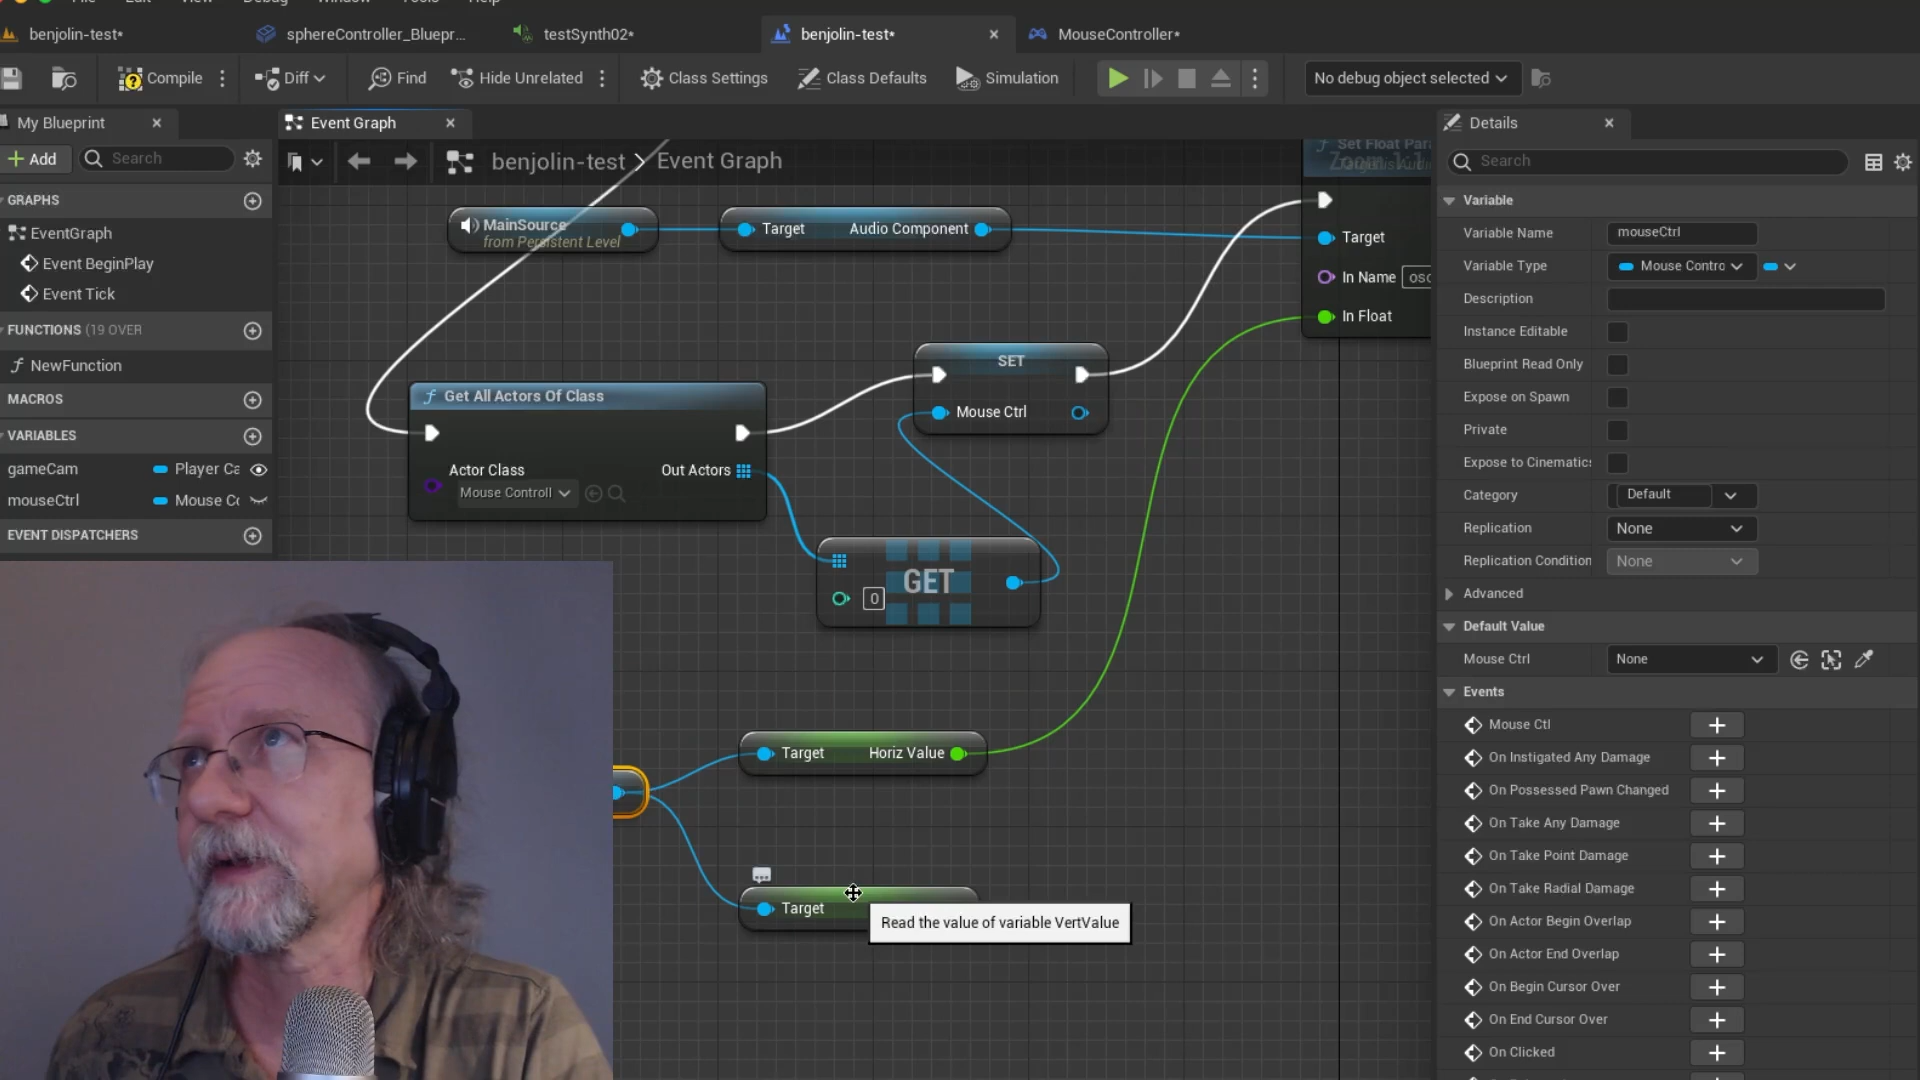 benjolin-test*
sphereController_Bluepr...
testSynth02*
benjolin-test*
MouseController*
Compile
Diff
Find
Hide Unrelated
Class Settings
Class Defaults
Simulation
No debug object selected
My Blueprint
Event Graph
Details
Add
Search
benjolin-test > Event Graph
Search
GRAPHS
EventGraph
Event BeginPlay
Event Tick
FUNCTIONS (19 OVER
NewFunction
MACROS
VARIABLES
gameCam
Player Ca
mouseCtrl
Mouse Co
EVENT DISPATCHERS
MainSource
from Persistent Level
Target
Audio Component
Set Float Para
Zoom 1:1
Target
In Name
osc
In Float
SET
Mouse Ctrl
Get All Actors Of Class
Actor Class
Out Actors
Mouse Controll
GET
0
Target
Horiz Value
Target
Read the value of variable VertValue
Variable
Variable Name
mouseCtrl
Variable Type
Mouse Contro
Description
Instance Editable
Blueprint Read Only
Expose on Spawn
Private
Expose to Cinematics
Category
Default
Replication
None
Replication Condition
None
Advanced
Default Value
Mouse Ctrl
None
Events
Mouse Ctl
On Instigated Any Damage
On Possessed Pawn Changed
On Take Any Damage
On Take Point Damage
On Take Radial Damage
On Actor Begin Overlap
On Actor End Overlap
On Begin Cursor Over
On End Cursor Over
On Clicked